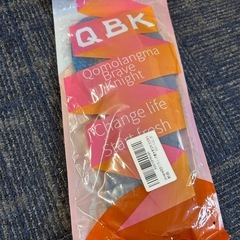 QBK
Qomolangma
Brave
Knight
Change life
Start fresh